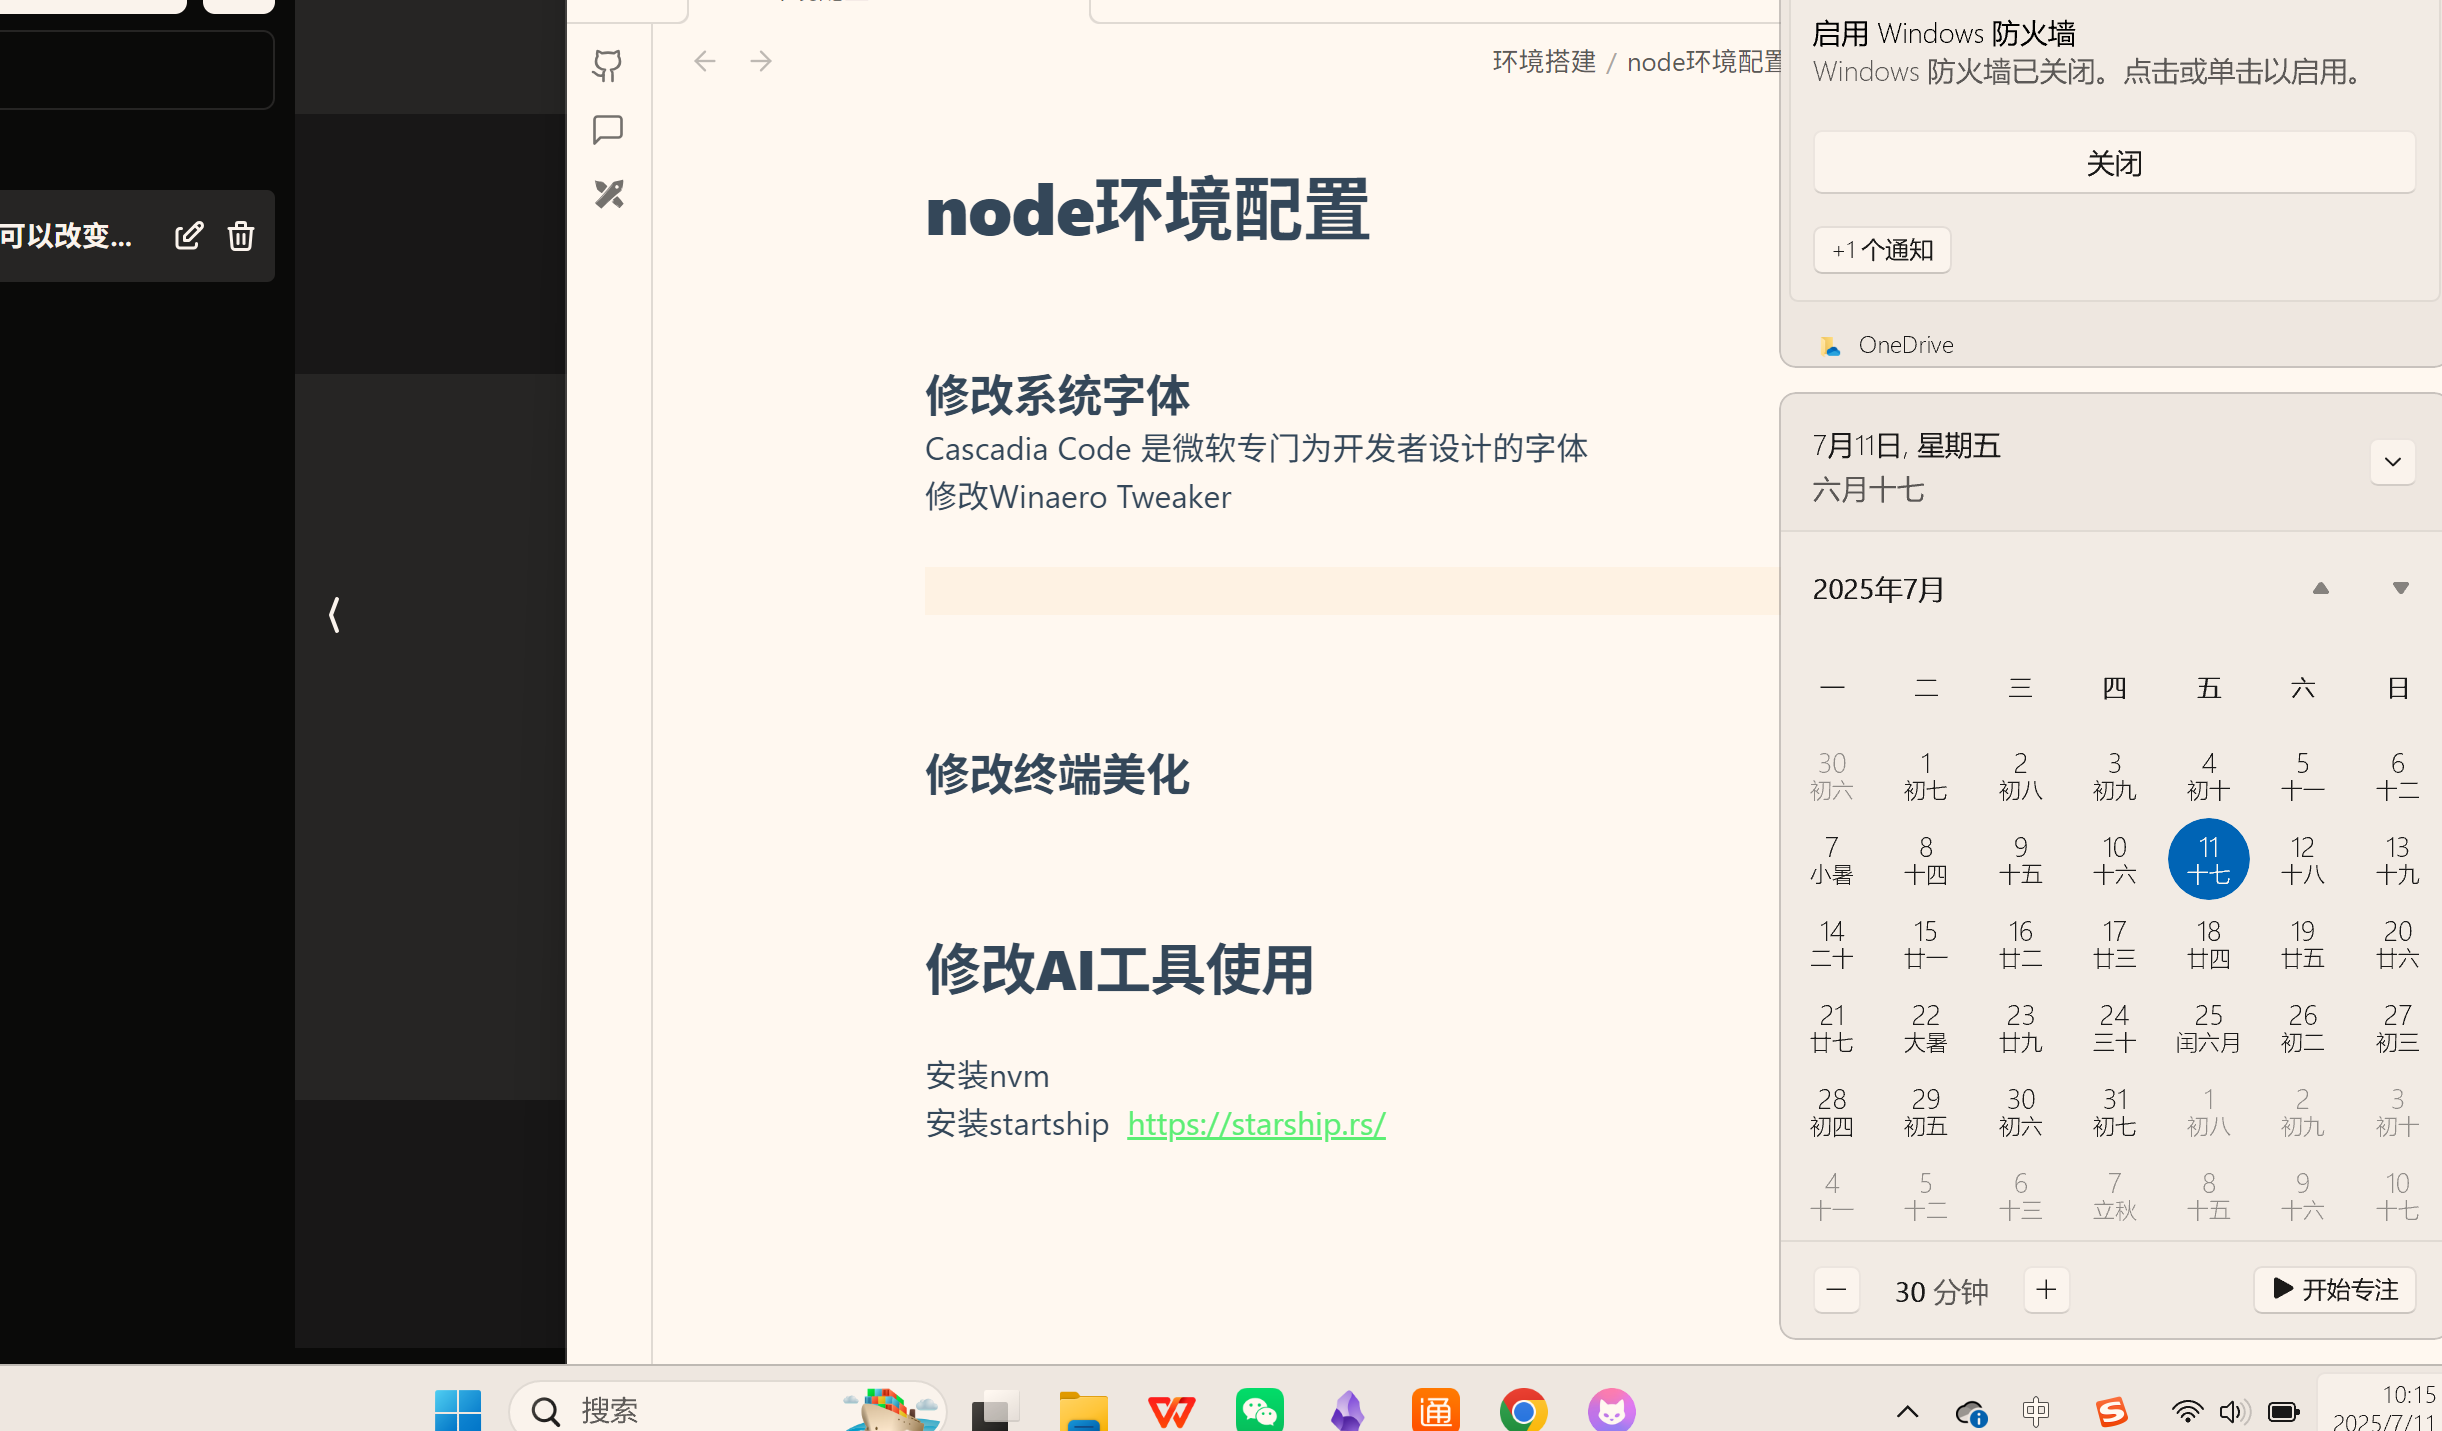 可以改变...
环境搭建 / node环境配置
node环境配置
修改系统字体
Cascadia Code 是微软专门为开发者设计的字体
修改Winaero Tweaker
修改终端美化
修改AI工具使用
安装nvm
安装startship https://starship.rs/
启用 Windows 防火墙
Windows 防火墙已关闭。点击或单击以启用。
关闭
+1 个通知
OneDrive
7月11日, 星期五
六月十七
2025年7月
一 二 三 四 五 六 日
30 1 2 3 4 5 6
初六 初七 初八 初九 初十 十一 十二
7 8 9 10 11 12 13
小暑 十四 十五 十六 十七 十八 十九
14 15 16 17 18 19 20
二十 廿一 廿二 廿三 廿四 廿五 廿六
21 22 23 24 25 26 27
廿七 大暑 廿九 三十 闰六月 初二 初三
28 29 30 31 1 2 3
初四 初五 初六 初七 初八 初九 初十
4 5 6 7 8 9 10
十一 十二 十三 立秋 十五 十六 十七
30 分钟
开始专注
搜索
通
中
10:15
2025/7/11